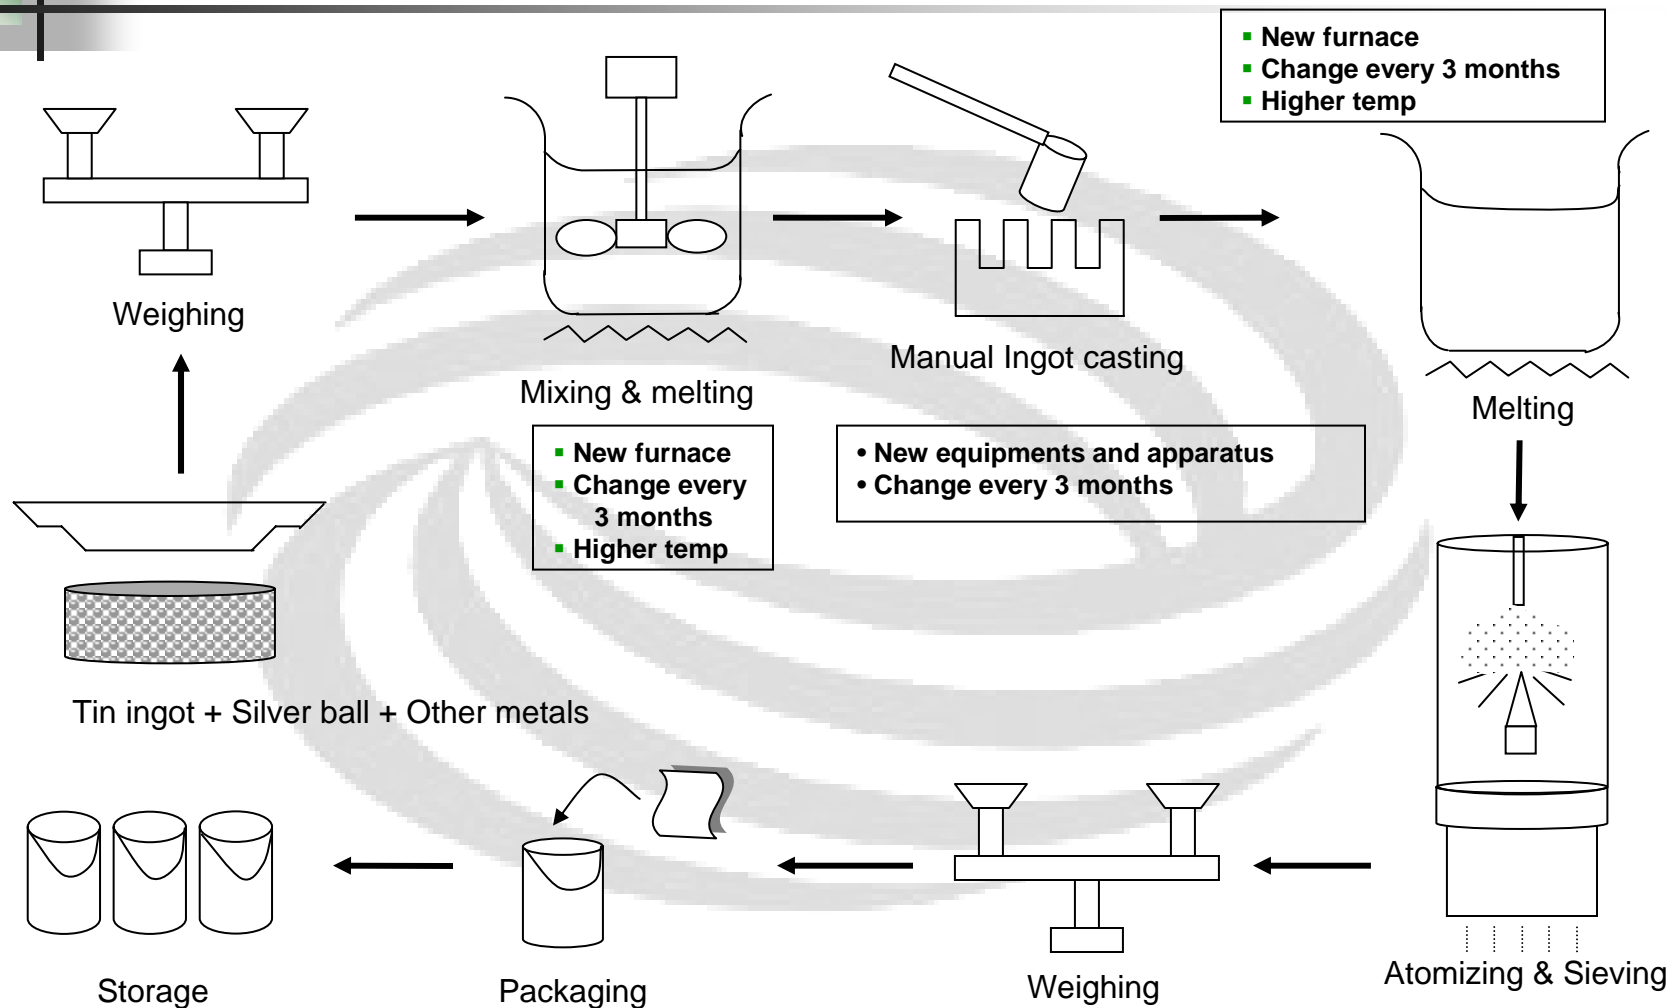 ▪ New furnace
▪ Change every 3 months
▪ Higher temp
Weighing
Mixing & melting
Manual Ingot casting
Melting
▪ New furnace
▪ Change every
3 months
▪ Higher temp
• New equipments and apparatus
• Change every 3 months
Tin ingot + Silver ball + Other metals
Storage
Packaging
Weighing
Atomizing & Sieving